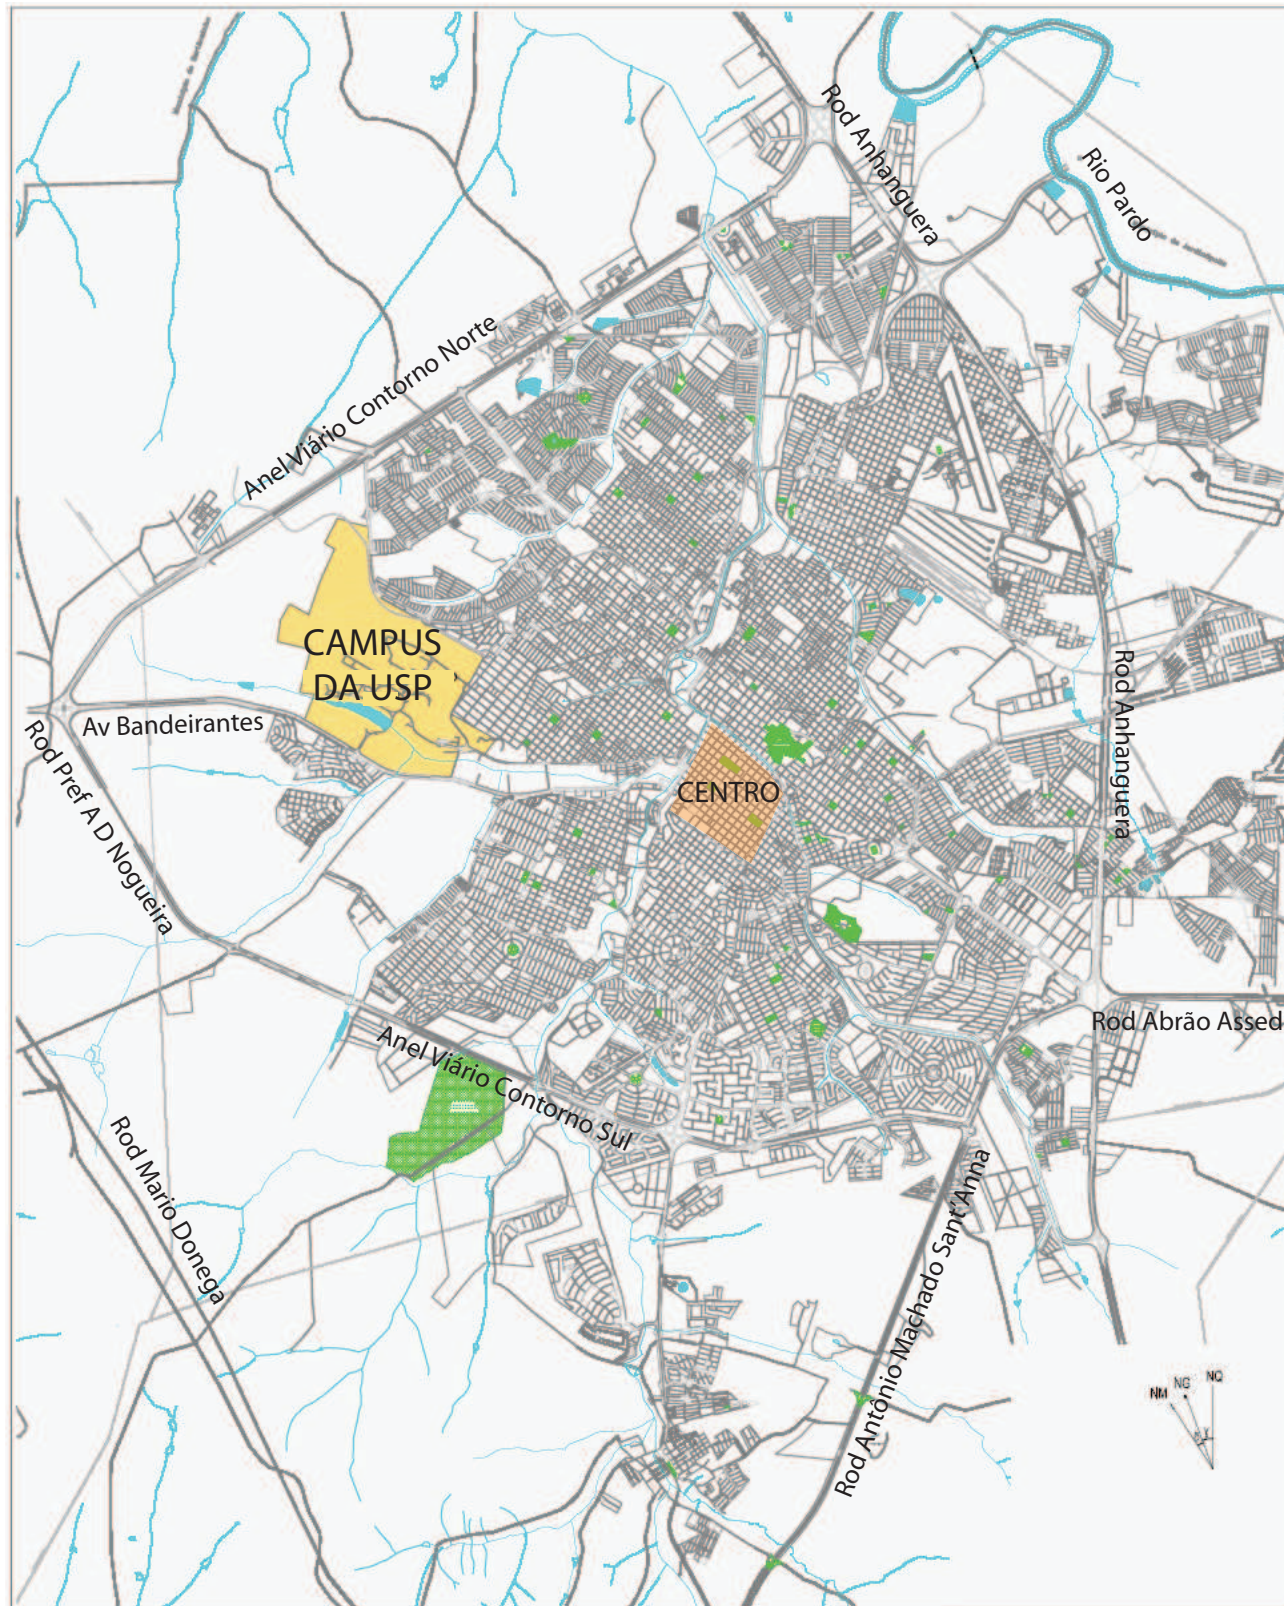 Rod Anhanguera
Rio Pardo
Anel Viário Contorno Norte
CAMPUS
DA USP
Av Bandeirantes
Rod Anhanguera
Rod Pref A D Nogueira
CENTRO
Rod Abrão Assed
Anel Viário Contorno Sul
Rod Mario Donega
Rod Antônio Machado Sant'Anna
NM NG NQ